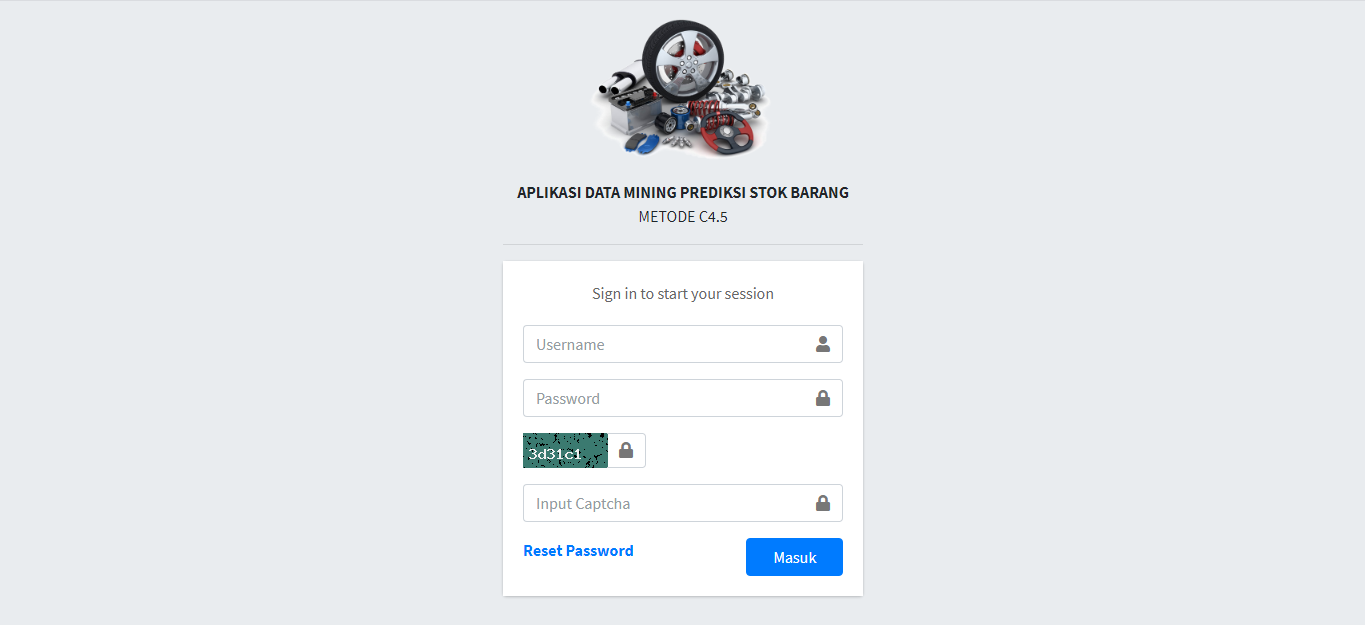 APLIKASI DATA MINING PREDIKSI STOK BARANG
METODE C4.5
Sign in to start your session
Username
Password
3d31c1
Input Captcha
Reset Password
Masuk